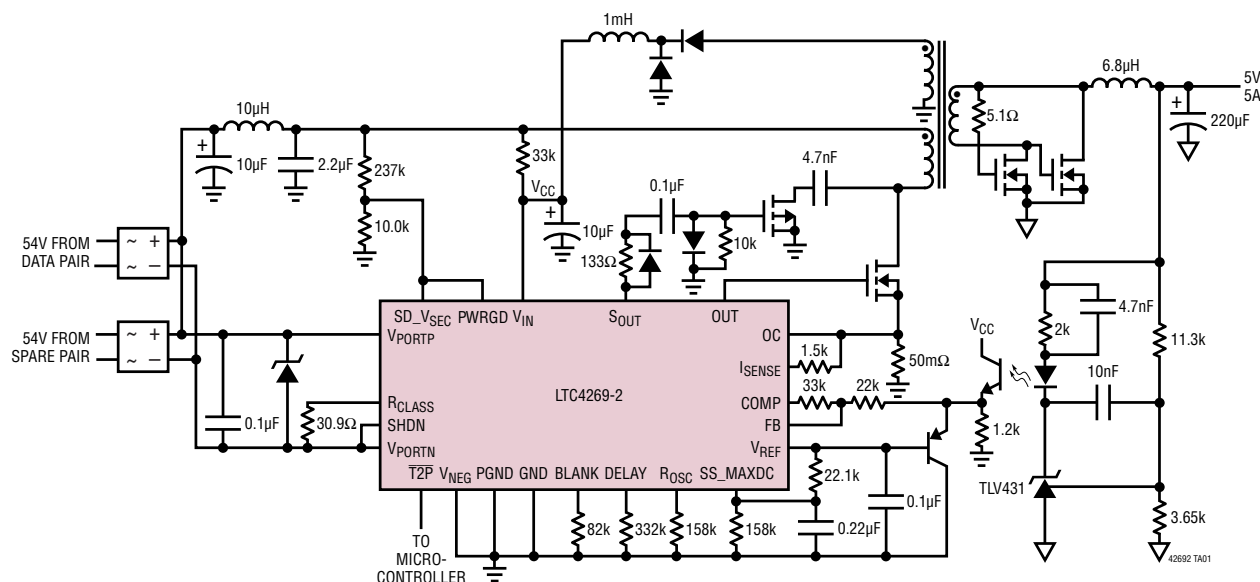 1mH
6.8µH
5V
5A
10µH
5.1Ω
+
220µF
+
10µF
2.2µF
237k
33k
VCC
4.7nF
0.1µF
10.0k
+
10µF
133Ω
10k
54V FROM
DATA PAIR
~ +
~ –
54V FROM
SPARE PAIR
~ +
~ –
SD_VSEC PWRGD VIN SOUT OUT
VPORTP
OC
ISENSE
1.5k
50mΩ
VCC
2k
4.7nF
11.3k
10nF
LTC4269-2
RCLASS
30.9Ω
SHDN
VPORTN
0.1µF
COMP
33k
22k
FB
VREF
1.2k
TLV431
T2P VNEG PGND GND BLANK DELAY ROSC SS_MAXDC
22.1k
0.1µF
82k
332k
158k
158k
0.22µF
3.65k
TO
MICRO-
CONTROLLER
42692 TA01